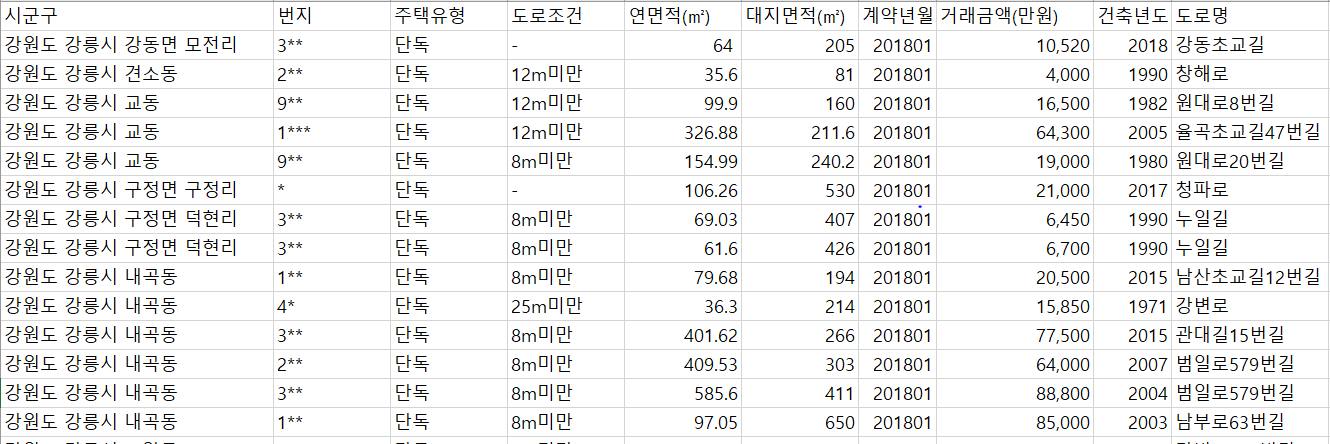 시군구 번지 주택유형 도로조건 연면적(㎡) 대지면적(㎡) 계약년월 거래금액(만원) 건축년도 도로명
강원도 강릉시 강동면 모전리 3** 단독 - 64 205 201801 10,520 2018 강동초교길
강원도 강릉시 견소동 2** 단독 12m미만 35.6 81 201801 4,000 1990 창해로
강원도 강릉시 교동 9** 단독 12m미만 99.9 160 201801 16,500 1982 원대로8번길
강원도 강릉시 교동 1*** 단독 12m미만 326.88 211.6 201801 64,300 2005 율곡초교길47번길
강원도 강릉시 교동 9** 단독 8m미만 154.99 240.2 201801 19,000 1980 원대로20번길
강원도 강릉시 구정면 구정리 * 단독 - 106.26 530 201801 21,000 2017 청파로
강원도 강릉시 구정면 덕현리 3** 단독 8m미만 69.03 407 201801 6,450 1990 누일길
강원도 강릉시 구정면 덕현리 3** 단독 8m미만 61.6 426 201801 6,700 1990 누일길
강원도 강릉시 내곡동 1** 단독 8m미만 79.68 194 201801 20,500 2015 남산초교길12번길
강원도 강릉시 내곡동 4* 단독 25m미만 36.3 214 201801 15,850 1971 강변로
강원도 강릉시 내곡동 3** 단독 8m미만 401.62 266 201801 77,500 2015 관대길15번길
강원도 강릉시 내곡동 2** 단독 8m미만 409.53 303 201801 64,000 2007 범일로579번길
강원도 강릉시 내곡동 3** 단독 8m미만 585.6 411 201801 88,800 2004 범일로579번길
강원도 강릉시 내곡동 1** 단독 8m미만 97.05 650 201801 85,000 2003 남부로63번길